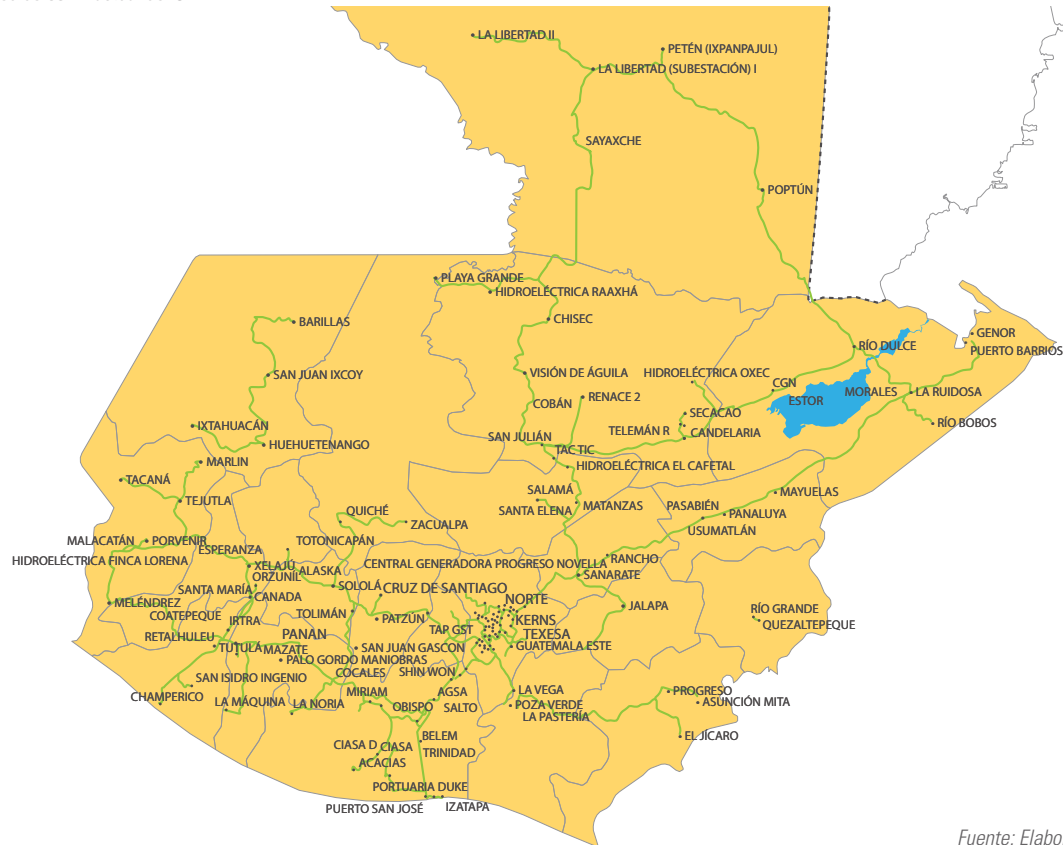 LA LIBERTAD II
PETÉN (IXPANPAJUL)
LA LIBERTAD (SUBESTACIÓN) I
SAYAXCHE
POPTÚN
PLAYA GRANDE
HIDROELÉCTRICA RAAXHÁ
BARILLAS
CHISEC
GENOR
RÍO DULCE
PUERTO BARRIOS
SAN JUAN IXCOY
VISIÓN DE ÁGUILA
HIDROELÉCTRICA OXEC
CGN
RENACE 2
ESTOR
MORALES
LA RUIDOSA
COBÁN
SECACAO
IXTAHUACÁN
TELEMÁN R
CANDELARIA
RÍO BOBOS
HUEHUETENANGO
SAN JULIÁN
TAC TIC
MARLIN
HIDROELÉCTRICA EL CAFETAL
TACANÁ
SALAMÁ
MAYUELAS
TEJUTLA
SANTA ELENA
MATANZAS
PASABIÉN
PANALUYA
QUICHÉ
ZACUALPA
USUMATLÁN
MALACATÁN
PORVENIR
TOTONICAPÁN
ESPERANZA
HIDROELÉCTRICA FINCA LORENA
CENTRAL GENERADORA PROGRESO NOVELLA
RANCHO
XELAJÚ
ALASKA
SANARATE
ORZUNIL
SANTA MARÍA
SOLOLÁ
CRUZ DE SANTIAGO
CANADA
NORTE
MELÉNDREZ
TOLIMÁN
JALAPA
COATEPEQUE
IRTRA
PATZÚN
KERNS
RÍO GRANDE
QUEZALTEPEQUE
TAP GST
TEXESA
RETALHULEU
PANAN
TUTULÁ
MAZATE
SAN JUAN GASCON
GUATEMALA ESTE
PALO GORDO MANIOBRAS
COCALES
SHIN WON
SAN ISIDRO INGENIO
CHAMPERICO
LA MÁQUINA
LA NORIA
MIRIAM
AGSA
LA VEGA
PROGRESO
OBISPO
SALTO
POZA VERDE
ASUNCIÓN MITA
LA PASTERÍA
BELEM
EL JÍCARO
CIASA D
CIASA
TRINIDAD
ACACIAS
PORTUARIA DUKE
PUERTO SAN JOSÉ
IZATAPA
Fuente: Elabo